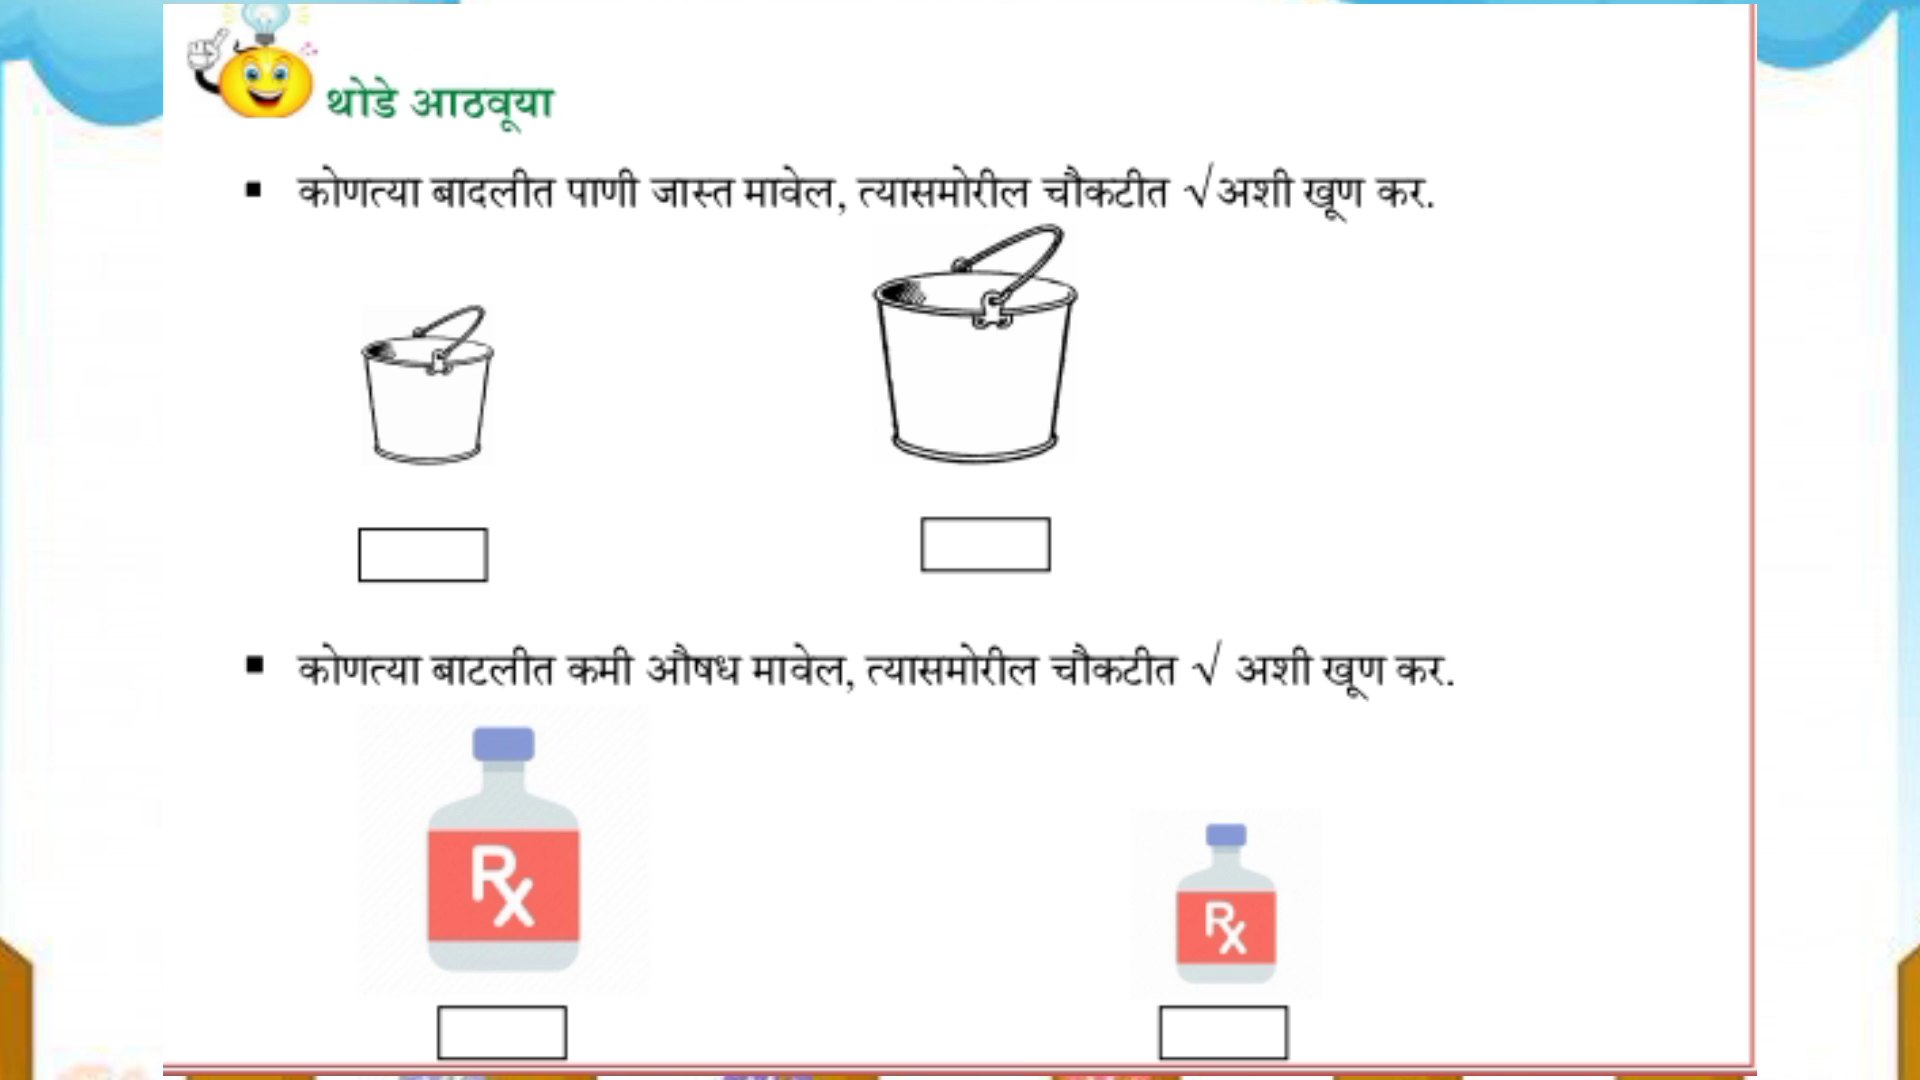 थोडे आठवूया
▪ कोणत्या बादलीत पाणी जास्त मावेल, त्यासमोरील चौकटीत √ अशी खूण कर.
▪ कोणत्या बाटलीत कमी औषध मावेल, त्यासमोरील चौकटीत √ अशी खूण कर.
Rx Rx